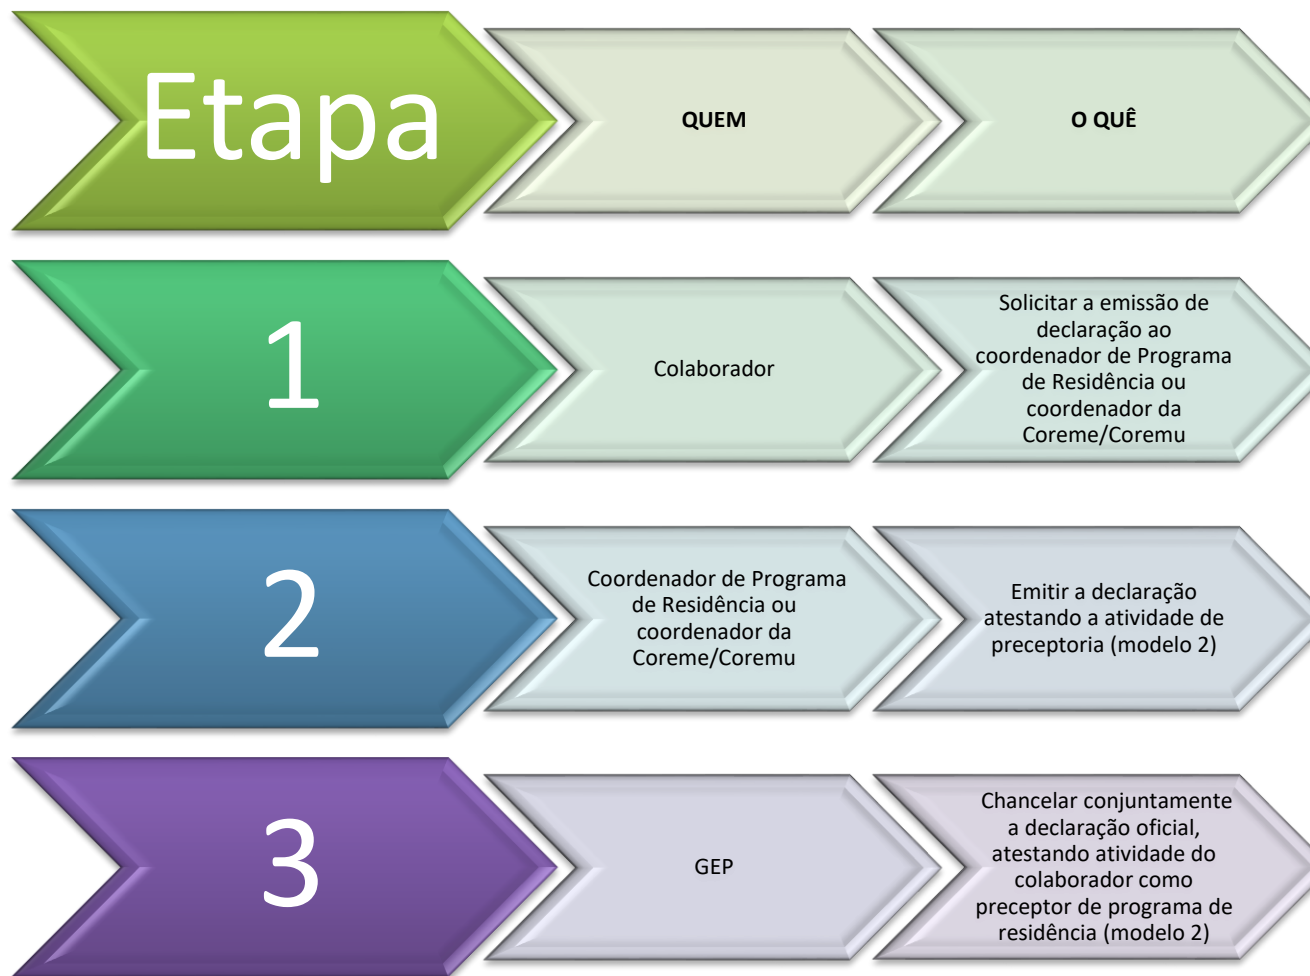 Etapa
QUEM
O QUÊ
1
Colaborador
Solicitar a emissão de
declaração ao
coordenador de Programa
de Residência ou
coordenador da
Coreme/Coremu
2
Coordenador de Programa
de Residência ou
coordenador da
Coreme/Coremu
Emitir a declaração
atestando a atividade de
preceptoria (modelo 2)
3
GEP
Chancelar conjuntamente
a declaração oficial,
atestando atividade do
colaborador como
preceptor de programa de
residência (modelo 2)